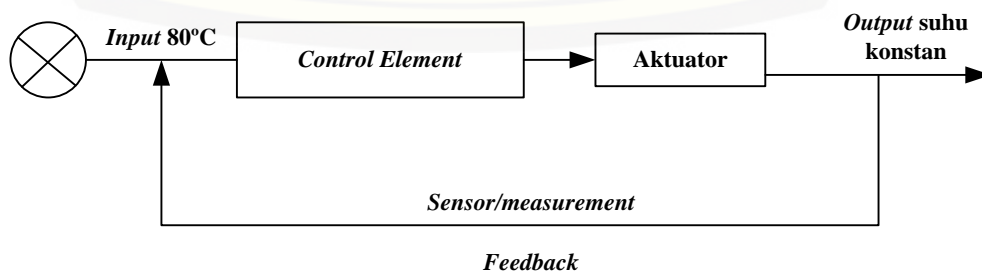 Input 80ºC
Control Element
Aktuator
Output suhu
konstan
Sensor/measurement
Feedback